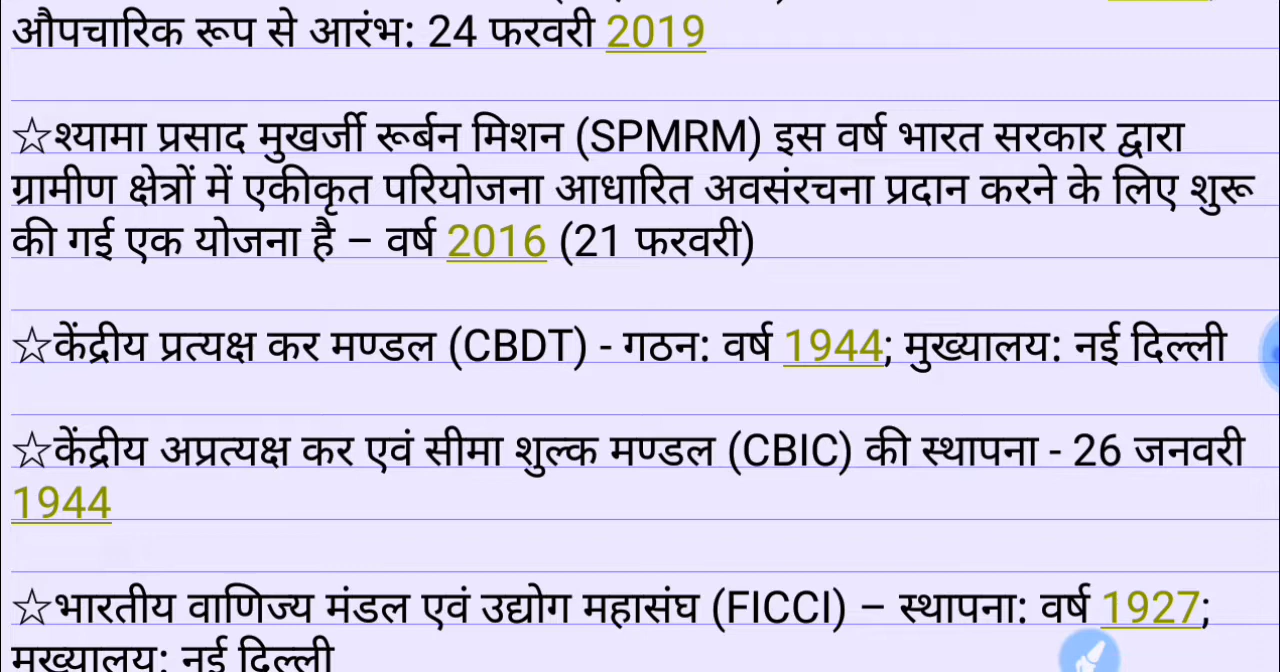 औपचारिक रूप से आरंभ: 24 फरवरी 2019
☆श्यामा प्रसाद मुखर्जी रूर्बन मिशन (SPMRM) इस वर्ष भारत सरकार द्वारा
ग्रामीण क्षेत्रों में एकीकृत परियोजना आधारित अवसंरचना प्रदान करने के लिए शुरू
की गई एक योजना है – वर्ष 2016 (21 फरवरी)
☆केंद्रीय प्रत्यक्ष कर मण्डल (CBDT) - गठन: वर्ष 1944; मुख्यालय: नई दिल्ली
☆केंद्रीय अप्रत्यक्ष कर एवं सीमा शुल्क मण्डल (CBIC) की स्थापना - 26 जनवरी
1944
☆भारतीय वाणिज्य मंडल एवं उद्योग महासंघ (FICCI) – स्थापना: वर्ष 1927;
मुख्यालय: नई दिल्ली